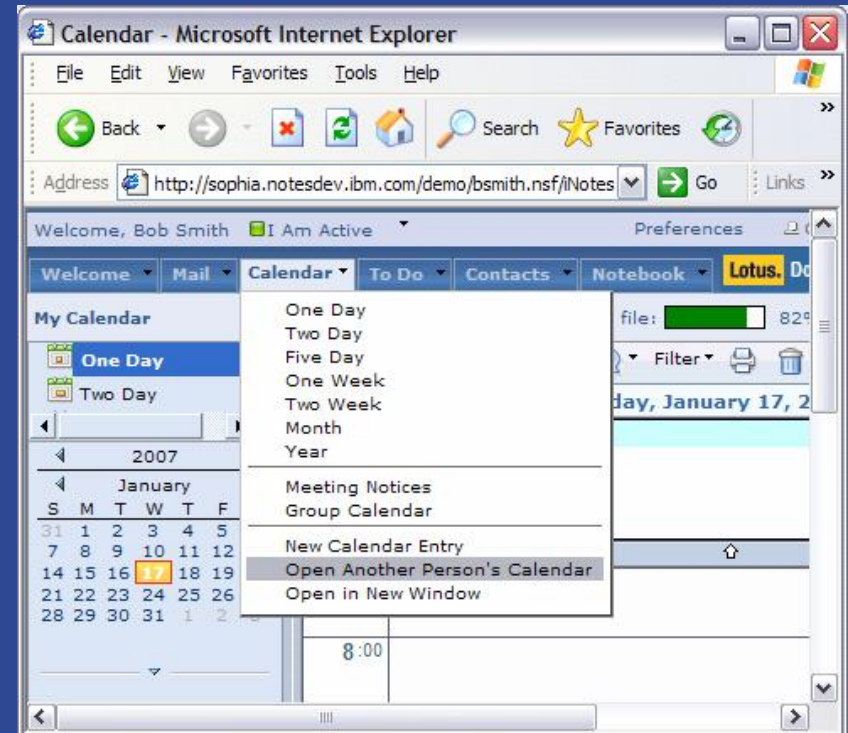 Calendar - Microsoft Internet Explorer
File Edit View Favorites Tools Help
Back Search Favorites »
Address http://sophia.notesdev.ibm.com/demo/bsmith.nsf/iNotes Go Links »
Welcome, Bob Smith I Am Active Preferences
Welcome Mail Calendar To Do Contacts Notebook Lotus. Do
My Calendar file: 82%
One Day Filter
Two Day day, January 17, 2
One Day
Two Day
Five Day
One Week
Two Week
Month
Year
Meeting Notices
Group Calendar
New Calendar Entry
Open Another Person's Calendar
Open in New Window
2007
January
S M T W T F
31 1 2 3 4 5
7 8 9 10 11 12
14 15 16 17 18 19
21 22 23 24 25 26
28 29 30 31 1 2
8:00